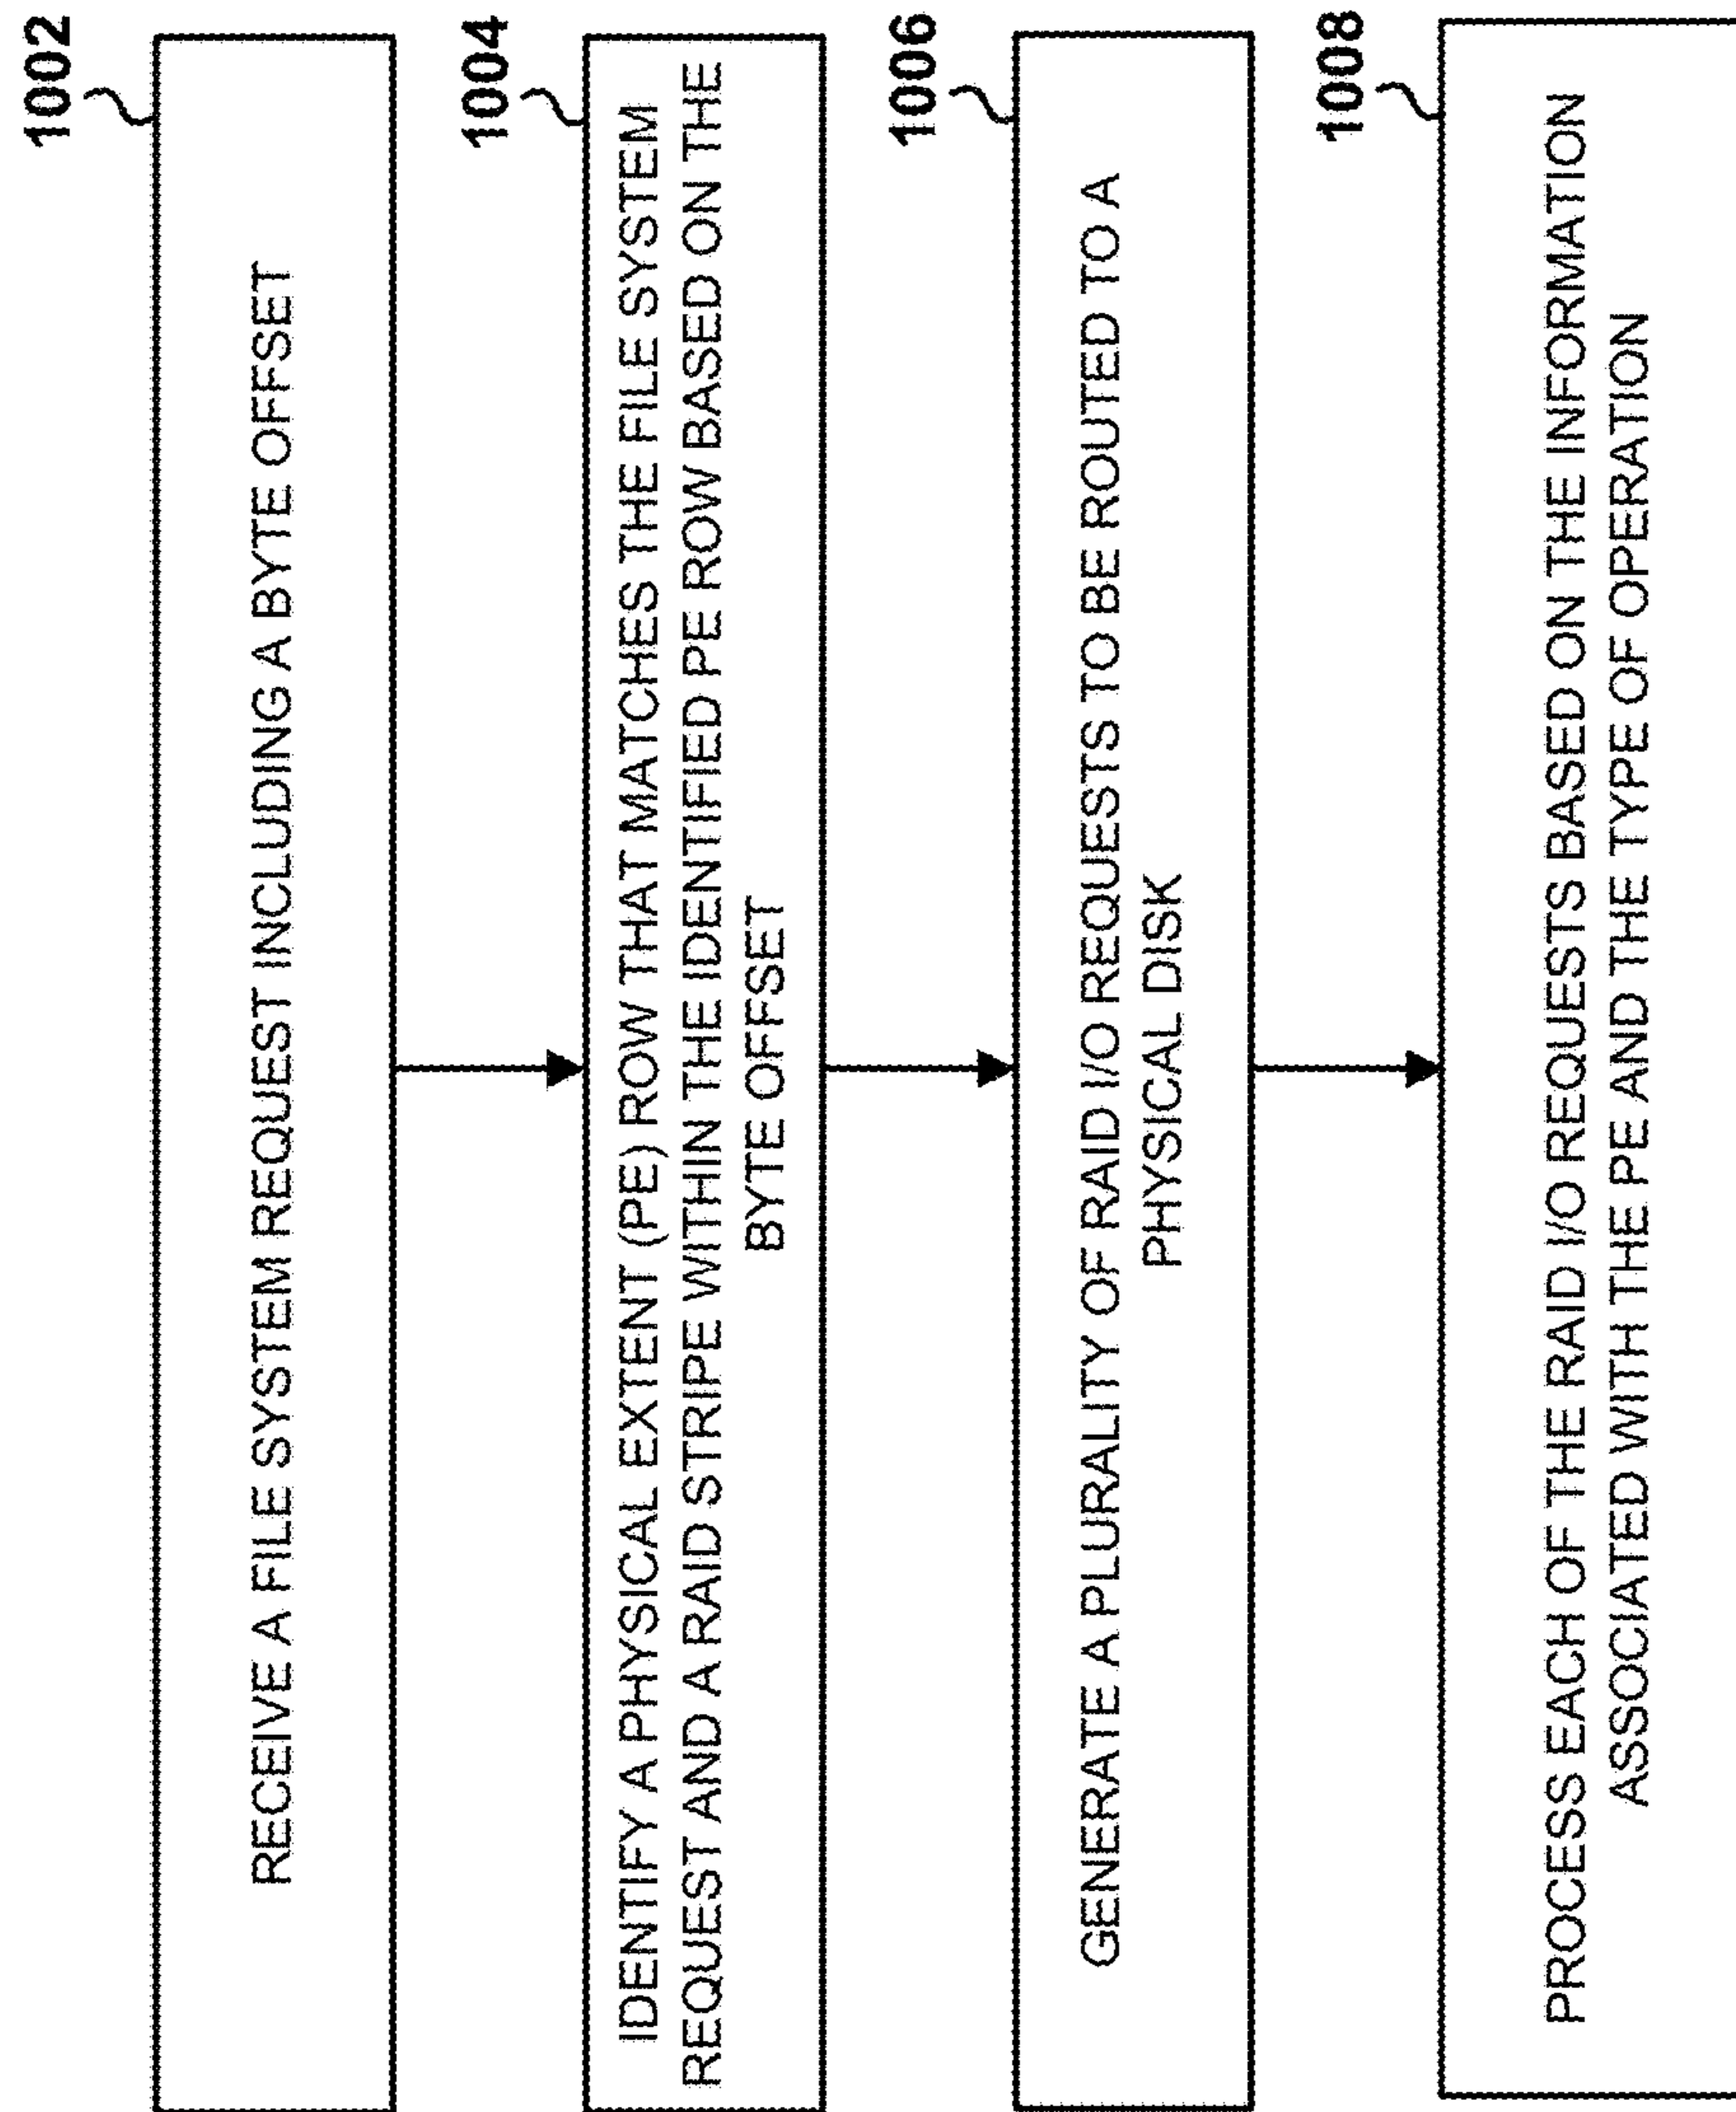 1002
RECEIVE A FILE SYSTEM REQUEST INCLUDING A BYTE OFFSET
1004
IDENTIFY A PHYSICAL EXTENT (PE) ROW THAT MATCHES THE FILE SYSTEM
REQUEST AND A RAID STRIPE WITHIN THE IDENTIFIED PE ROW BASED ON THE
BYTE OFFSET
1006
GENERATE A PLURALITY OF RAID I/O REQUESTS TO BE ROUTED TO A
PHYSICAL DISK
1008
PROCESS EACH OF THE RAID I/O REQUESTS BASED ON THE INFORMATION
ASSOCIATED WITH THE PE AND THE TYPE OF OPERATION